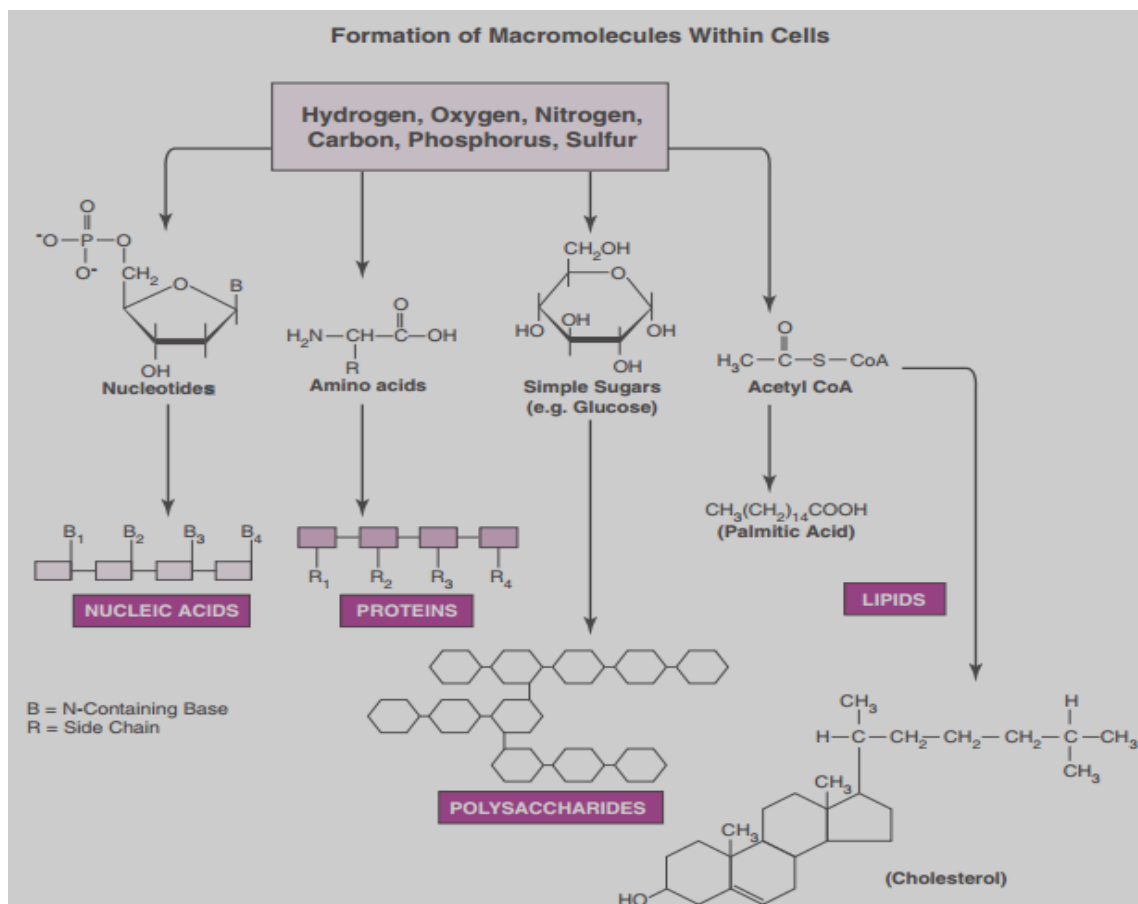 Formation of Macromolecules Within Cells
Hydrogen, Oxygen, Nitrogen,
Carbon, Phosphorus, Sulfur
O
⁻O—P—O
O⁻
CH₂
O
B
OH
Nucleotides
O
H₂N—CH—C—OH
R
Amino acids
CH₂OH
O
HO
OH
OH
OH
Simple Sugars
(e.g. Glucose)
O
H₃C—C—S—CoA
Acetyl CoA
CH₃(CH₂)₁₄COOH
(Palmitic Acid)
B₁ B₂ B₃ B₄
NUCLEIC ACIDS
R₁ R₂ R₃ R₄
PROTEINS
LIPIDS
B = N-Containing Base
R = Side Chain
POLYSACCHARIDES
CH₃ H
H—C—CH₂—CH₂—CH₂—C—CH₃
CH₃
CH₃
CH₃
HO
(Cholesterol)